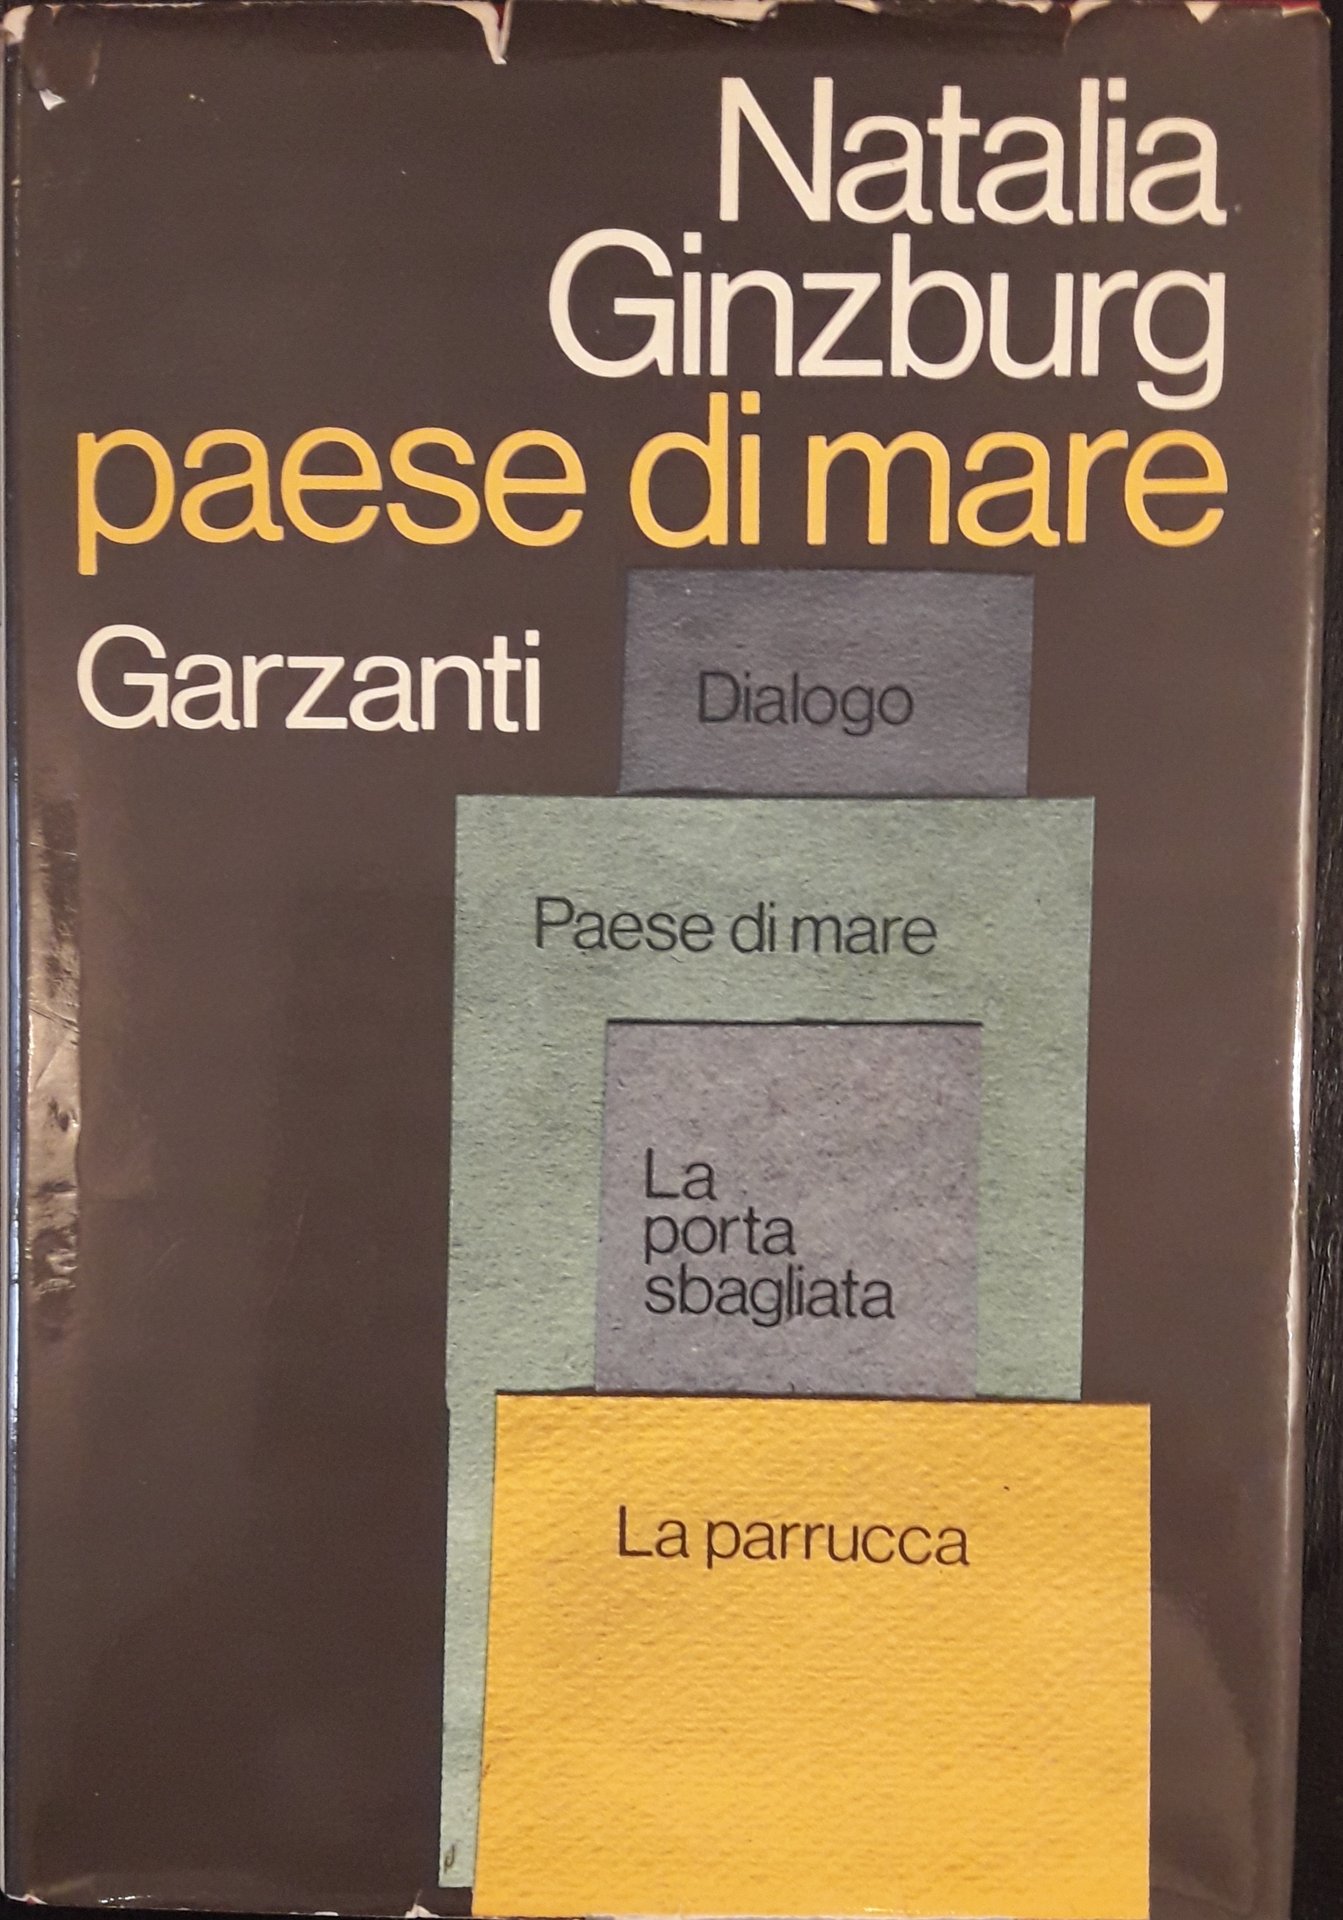 Natalia
Ginzburg
paese di mare
Garzanti
Dialogo
Paese di mare
La
porta
sbagliata
La parrucca